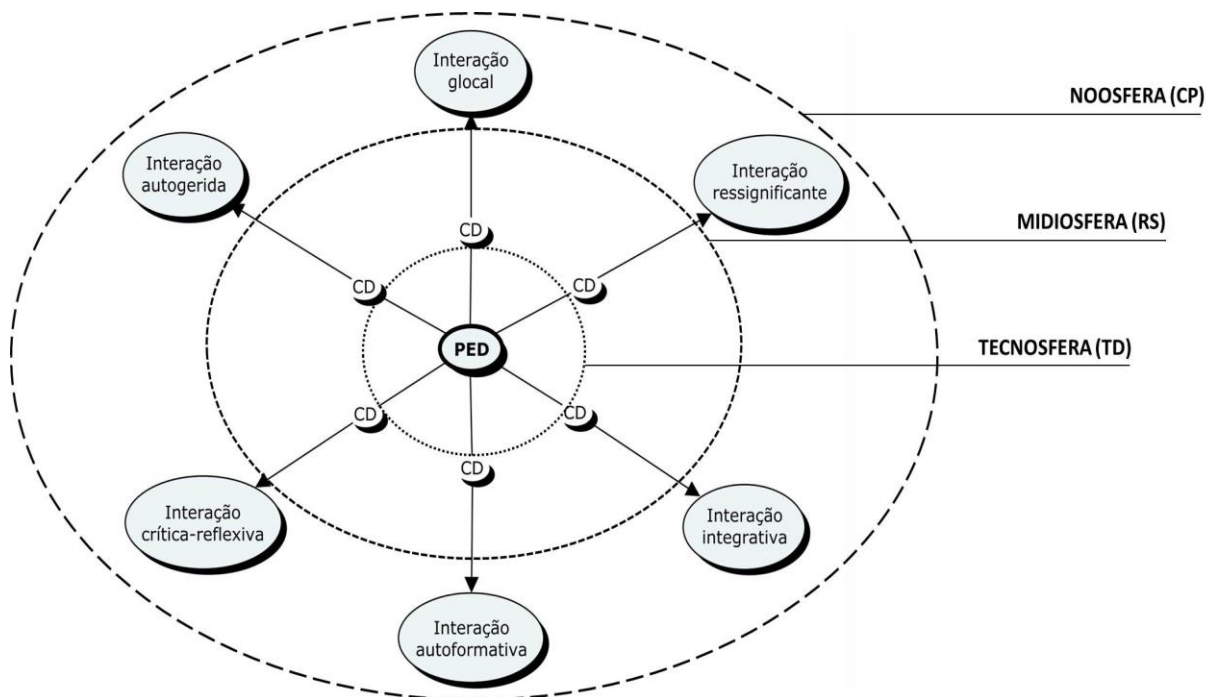 Interação
glocal
NOOSFERA (CP)
Interação
autogerida
Interação
ressignificante
MIDIOSFERA (RS)
CD
CD
CD
PED
TECNOSFERA (TD)
CD
CD
CD
Interação
crítica-reflexiva
Interação
integrativa
Interação
autoformativa